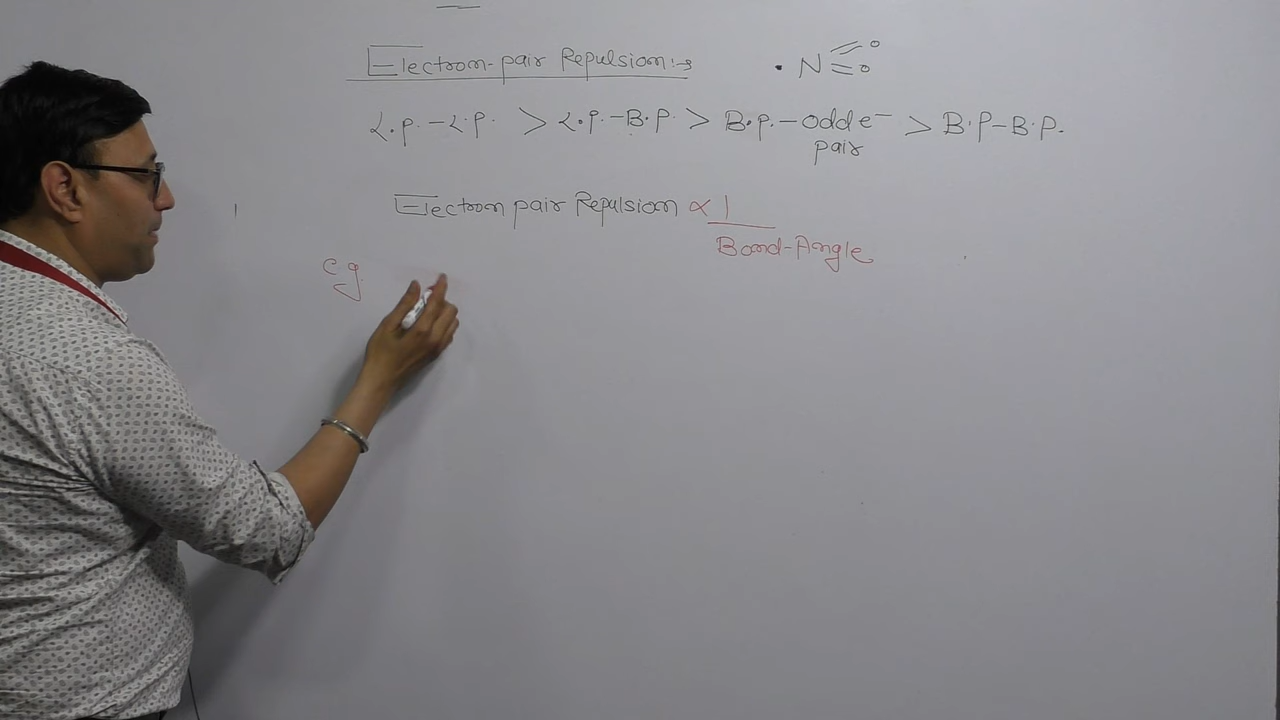 Electron-pair Repulsion:→
• N = O = O
L.P. - L.P. > L.P. - B.P. > B.P. - odd e⁻ pair > B.P - B.P.
Electron pair Repulsion ∝ 1 / Bond-Angle
e.g.